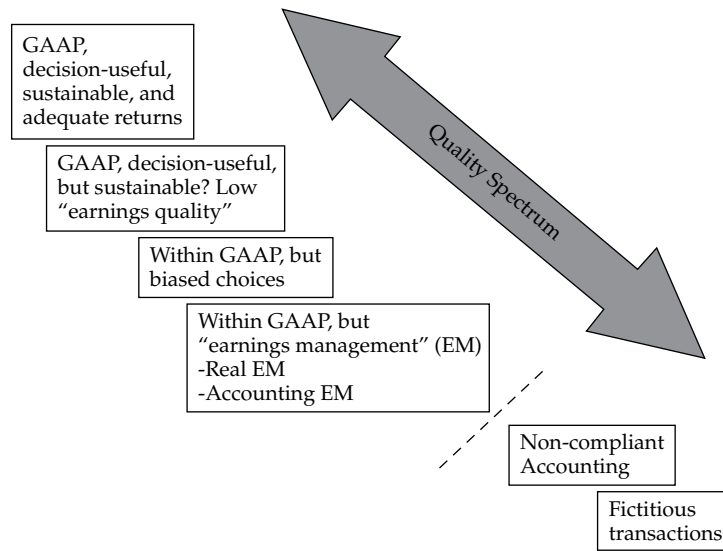 GAAP,
decision-useful,
sustainable, and
adequate returns
GAAP, decision-useful,
but sustainable? Low
“earnings quality”
Within GAAP, but
biased choices
Within GAAP, but
“earnings management” (EM)
-Real EM
-Accounting EM
Quality Spectrum
Non-compliant
Accounting
Fictitious
transactions